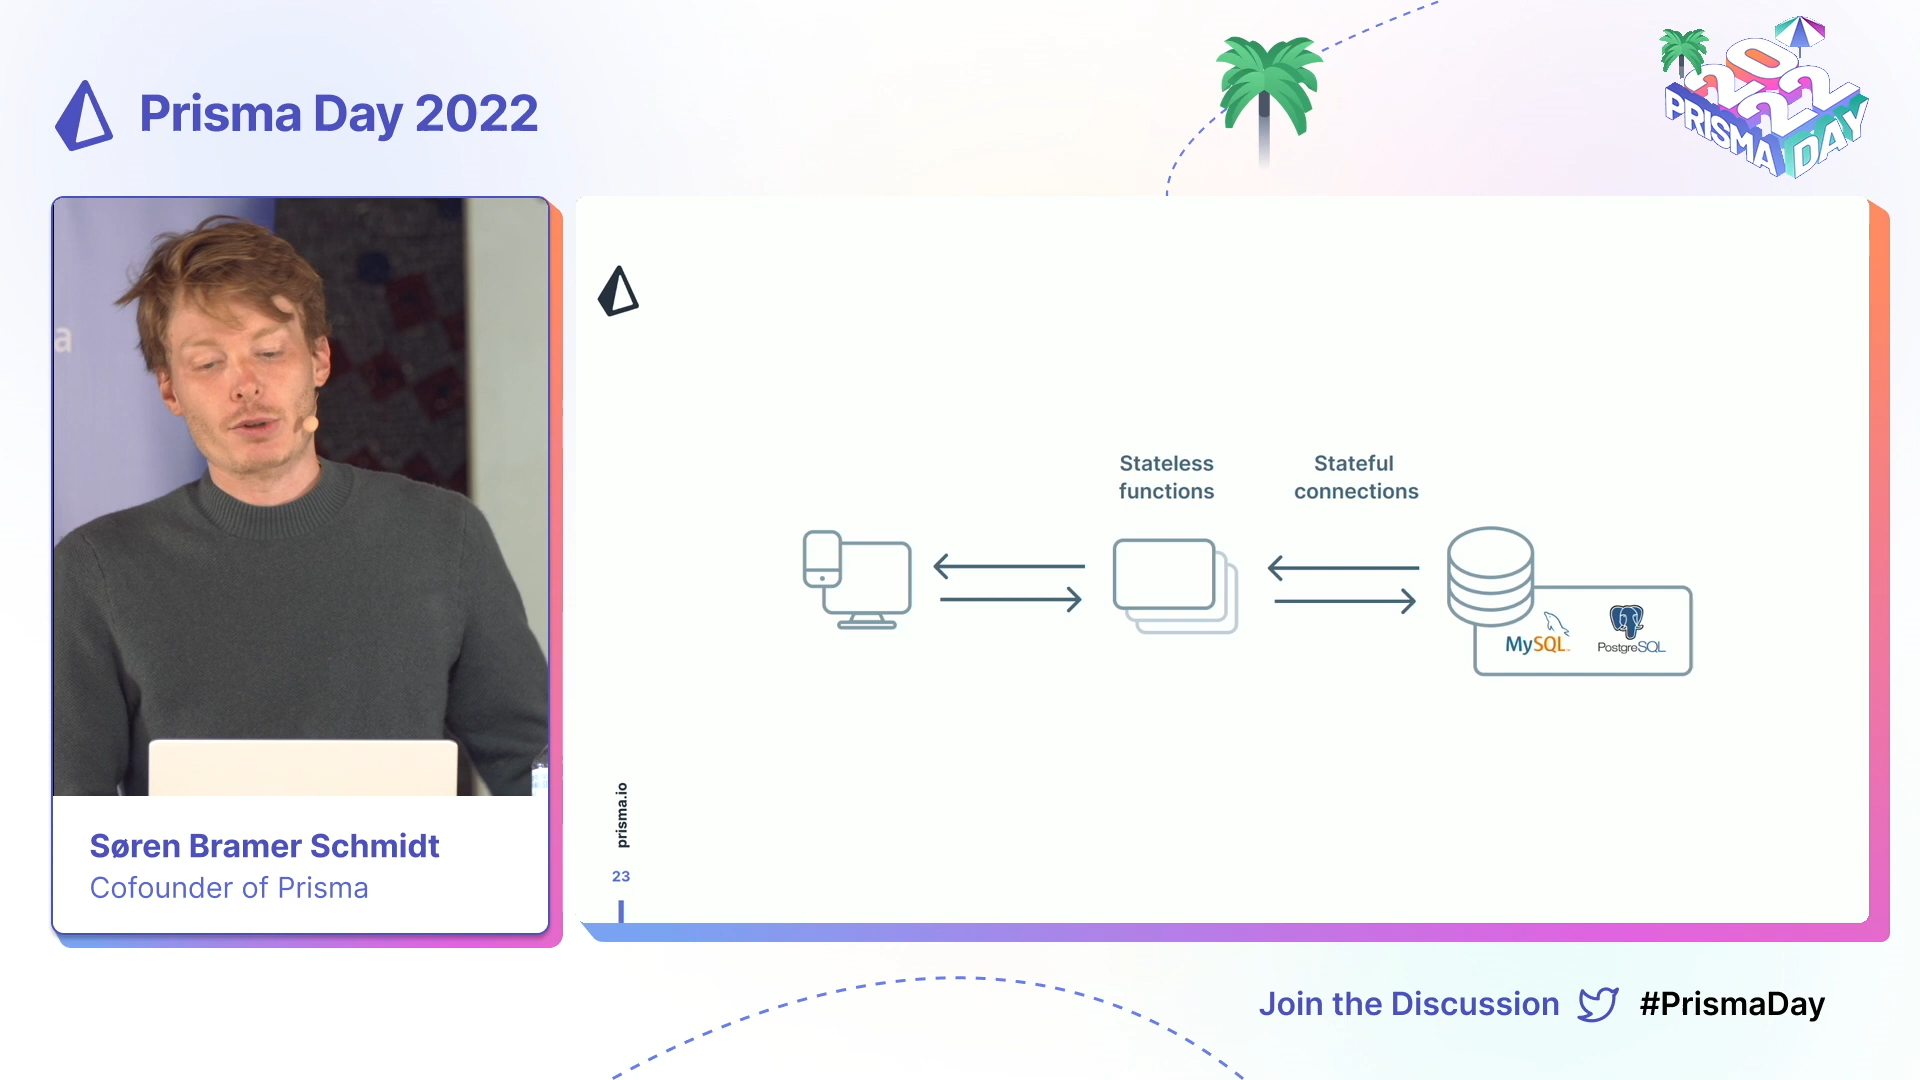 Prisma Day 2022
2022
PRISMA DAY
a
Stateless
functions
Stateful
connections
MySQL
PostgreSQL
prisma.io
23
Søren Bramer Schmidt
Cofounder of Prisma
Join the Discussion #PrismaDay